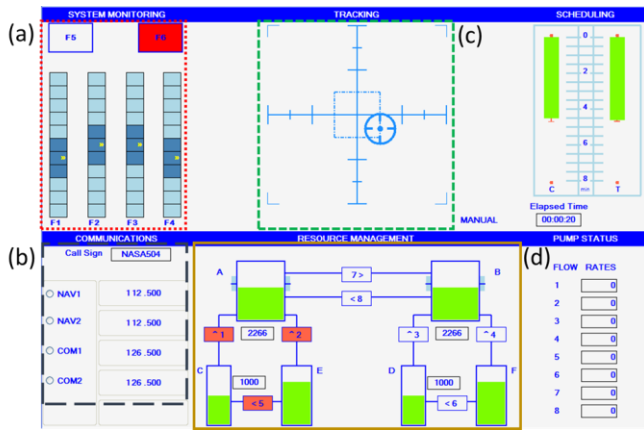 SYSTEM MONITORING
TRACKING
SCHEDULING
(a)
F5
F6
(c)
0
2
4
6
8
C
min
T
F1
F2
F3
F4
MANUAL
Elapsed Time
00:00:20
COMMUNICATIONS
RESOURCE MANAGEMENT
PUMP STATUS
(b)
Call Sign
NASA504
(d)
NAV1
112.500
NAV2
112.500
COM1
126.500
COM2
126.500
A
7 >
B
< 8
^ 1
2266
^ 2
^ 3
2266
^ 4
C
1000
E
D
1000
F
< 5
< 6
FLOW RATES
1 0
2 0
3 0
4 0
5 0
6 0
7 0
8 0